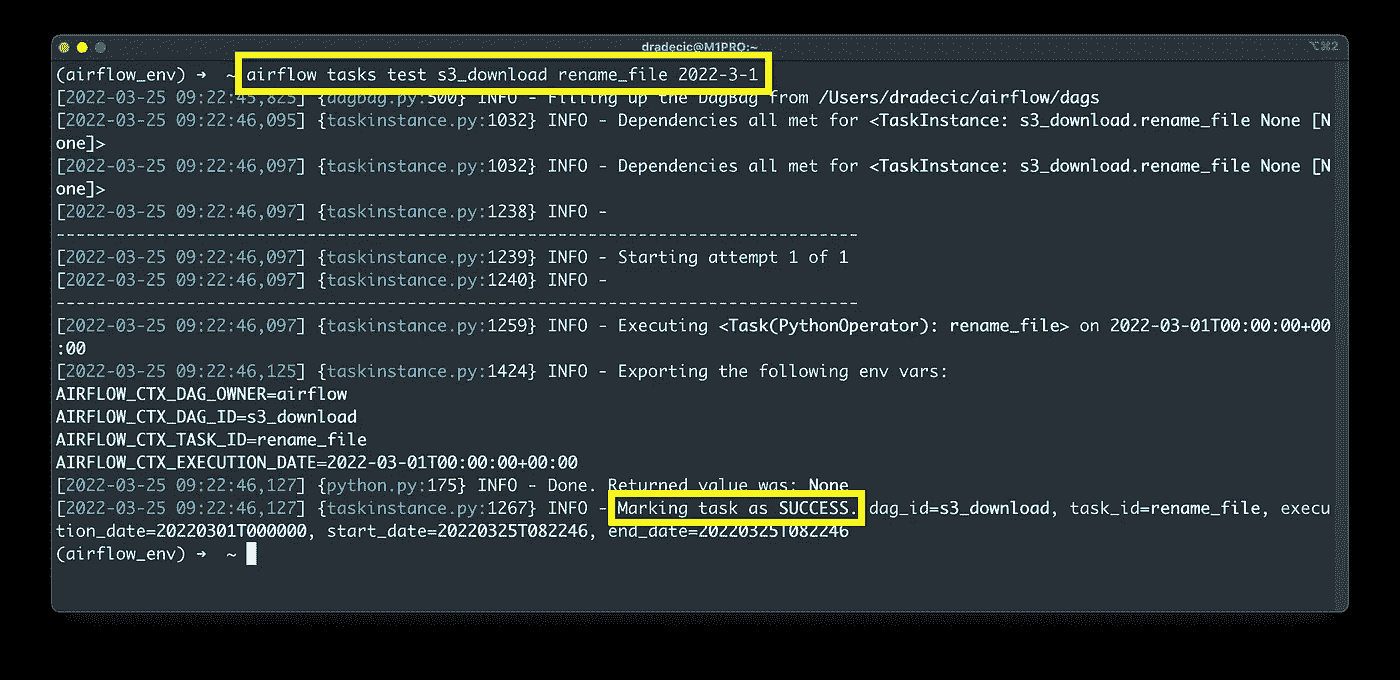 dradecic@M1PRO:~
⌥⌘2
(airflow_env) → ~ airflow tasks test s3_download rename_file 2022-3-1
[2022-03-25 09:22:45,825] {dagbag.py:500} INFO - Filling up the DagBag from /Users/dradecic/airflow/dags
[2022-03-25 09:22:46,095] {taskinstance.py:1032} INFO - Dependencies all met for <TaskInstance: s3_download.rename_file None [N
one]>
[2022-03-25 09:22:46,097] {taskinstance.py:1032} INFO - Dependencies all met for <TaskInstance: s3_download.rename_file None [N
one]>
[2022-03-25 09:22:46,097] {taskinstance.py:1238} INFO -
--------------------------------------------------------------------------------
[2022-03-25 09:22:46,097] {taskinstance.py:1239} INFO - Starting attempt 1 of 1
[2022-03-25 09:22:46,097] {taskinstance.py:1240} INFO -
--------------------------------------------------------------------------------
[2022-03-25 09:22:46,097] {taskinstance.py:1259} INFO - Executing <Task(PythonOperator): rename_file> on 2022-03-01T00:00:00+00
:00
[2022-03-25 09:22:46,125] {taskinstance.py:1424} INFO - Exporting the following env vars:
AIRFLOW_CTX_DAG_OWNER=airflow
AIRFLOW_CTX_DAG_ID=s3_download
AIRFLOW_CTX_TASK_ID=rename_file
AIRFLOW_CTX_EXECUTION_DATE=2022-03-01T00:00:00+00:00
[2022-03-25 09:22:46,127] {python.py:175} INFO - Done. Returned value was: None
[2022-03-25 09:22:46,127] {taskinstance.py:1267} INFO - Marking task as SUCCESS. dag_id=s3_download, task_id=rename_file, execu
tion_date=20220301T000000, start_date=20220325T082246, end_date=20220325T082246
(airflow_env) → ~